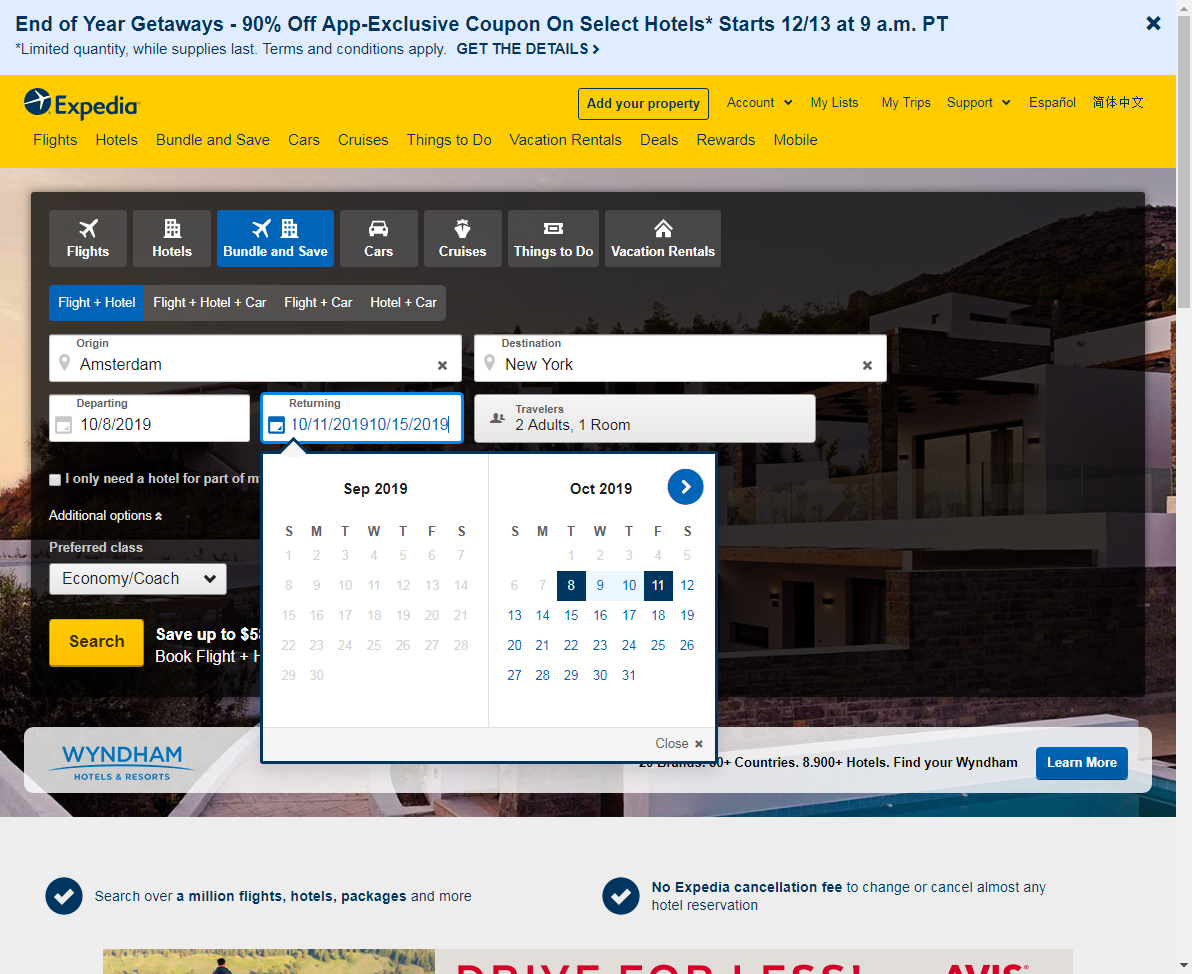 End of Year Getaways - 90% Off App-Exclusive Coupon On Select Hotels* Starts 12/13 at 9 a.m. PT
*Limited quantity, while supplies last. Terms and conditions apply. GET THE DETAILS
Expedia
Add your property Account My Lists My Trips Support Español 简体中文
Flights Hotels Bundle and Save Cars Cruises Things to Do Vacation Rentals Deals Rewards Mobile
Flights Hotels Bundle and Save Cars Cruises Things to Do Vacation Rentals
Flight + Hotel Flight + Hotel + Car Flight + Car Hotel + Car
Origin
Amsterdam
Destination
New York
Departing
10/8/2019
Returning
10/11/201910/15/2019
Travelers
2 Adults, 1 Room
I only need a hotel for part of m
Additional options
Preferred class
Economy/Coach
Search
Save up to $5
Book Flight + H
Sep 2019
S M T W T F S
1 2 3 4 5 6 7
8 9 10 11 12 13 14
15 16 17 18 19 20 21
22 23 24 25 26 27 28
29 30
Oct 2019
S M T W T F S
1 2 3 4 5
6 7 8 9 10 11 12
13 14 15 16 17 18 19
20 21 22 23 24 25 26
27 28 29 30 31
Close
WYNDHAM
HOTELS & RESORTS
0+ Countries. 8.900+ Hotels. Find your Wyndham
Learn More
Search over a million flights, hotels, packages and more
No Expedia cancellation fee to change or cancel almost any
hotel reservation
DRIVE FOR LESS!
AVIS